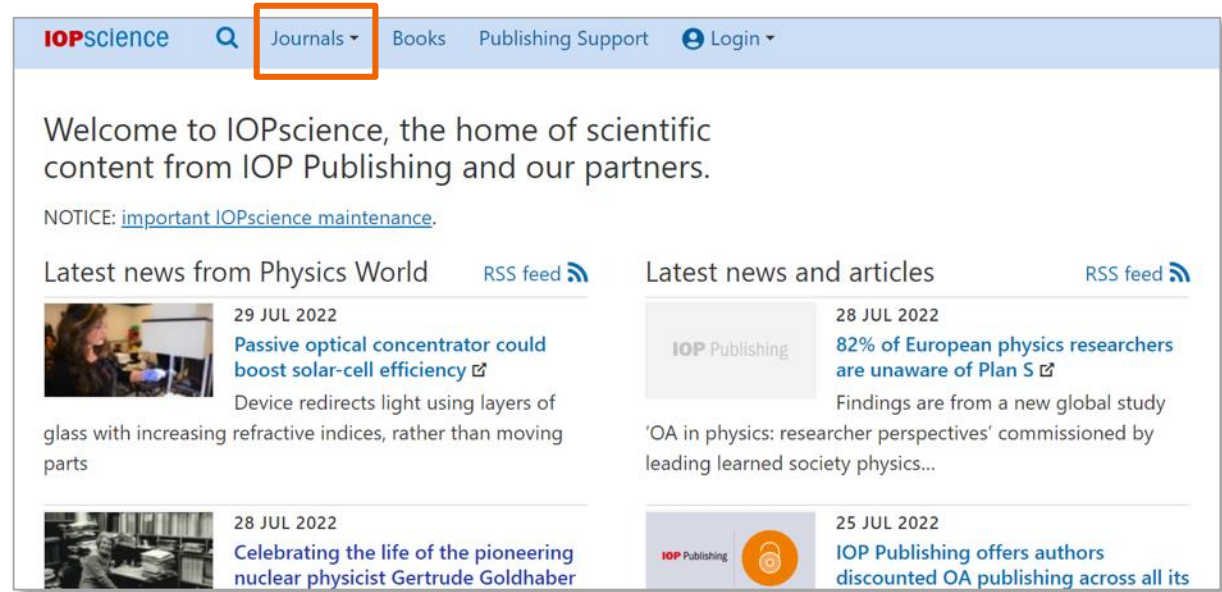 IOPscience Journals Books Publishing Support Login
Welcome to IOPscience, the home of scientific
content from IOP Publishing and our partners.
NOTICE: important IOPscience maintenance.
Latest news from Physics World RSS feed
29 JUL 2022
Passive optical concentrator could
boost solar-cell efficiency
Device redirects light using layers of
glass with increasing refractive indices, rather than moving
parts
28 JUL 2022
Celebrating the life of the pioneering
nuclear physicist Gertrude Goldhaber
Latest news and articles RSS feed
IOP Publishing
28 JUL 2022
82% of European physics researchers
are unaware of Plan S
Findings are from a new global study
'OA in physics: researcher perspectives' commissioned by
leading learned society physics...
IOP Publishing
25 JUL 2022
IOP Publishing offers authors
discounted OA publishing across all its